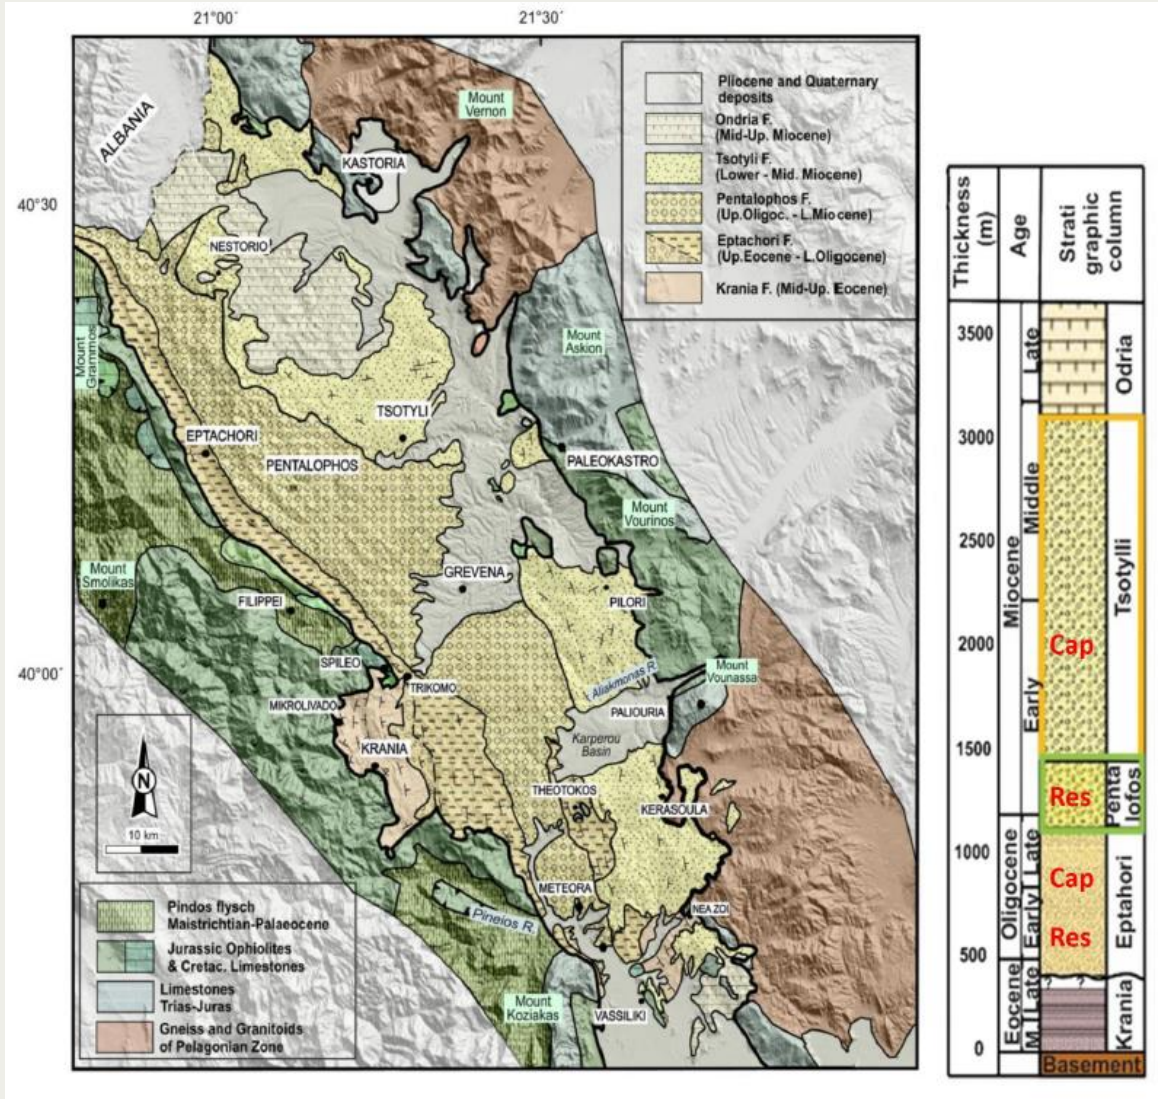 21°00´
21°30´
40°30´
40°00´
ALBANIA
Mount
Vernon
KASTORIA
NESTORIO
Mount
Grammos
Mount
Askion
TSOTYLI
EPTACHORI
PENTALOPHOS
PALEOKASTRO
Mount
Vourinos
Mount
Smolikas
GREVENA
FILIPPEI
PILORI
SPILEO
TRIKOMO
Aliakmonas R.
Mount
Vounassa
MIKROLIVADO
PALIOURIA
KRANIA
Karperou
Basin
THEOTOKOS
KERASOULA
METEORA
NEA ZOI
Pineios R.
Mount
Koziakas
VASSILIKI
N
10 km
Pliocene and Quaternary
deposits
Ondria F.
(Mid-Up. Miocene)
Tsotyli F.
(Lower - Mid. Miocene)
Pentalophos F.
(Up.Oligoc. - L.Miocene)
Eptachori F.
(Up.Eocene - L.Oligocene)
Krania F. (Mid-Up. Eocene)
Pindos flysch
Maistrichtian-Palaeocene
Jurassic Ophiolites
& Cretac. Limestones
Limestones
Trias-Juras
Gneiss and Granitoids
of Pelagonian Zone
Thickness
(m)
Age
Strati
graphic
column
3500
3000
2500
2000
1500
1000
500
0
Miocene
Late
Middle
Early
Oligocene
Late
Early
Eocene
Late
M
Odria
Tsotylli
Penta
lofos
Eptahori
Krania
Cap
Res
Cap
Res
? ?
Basement